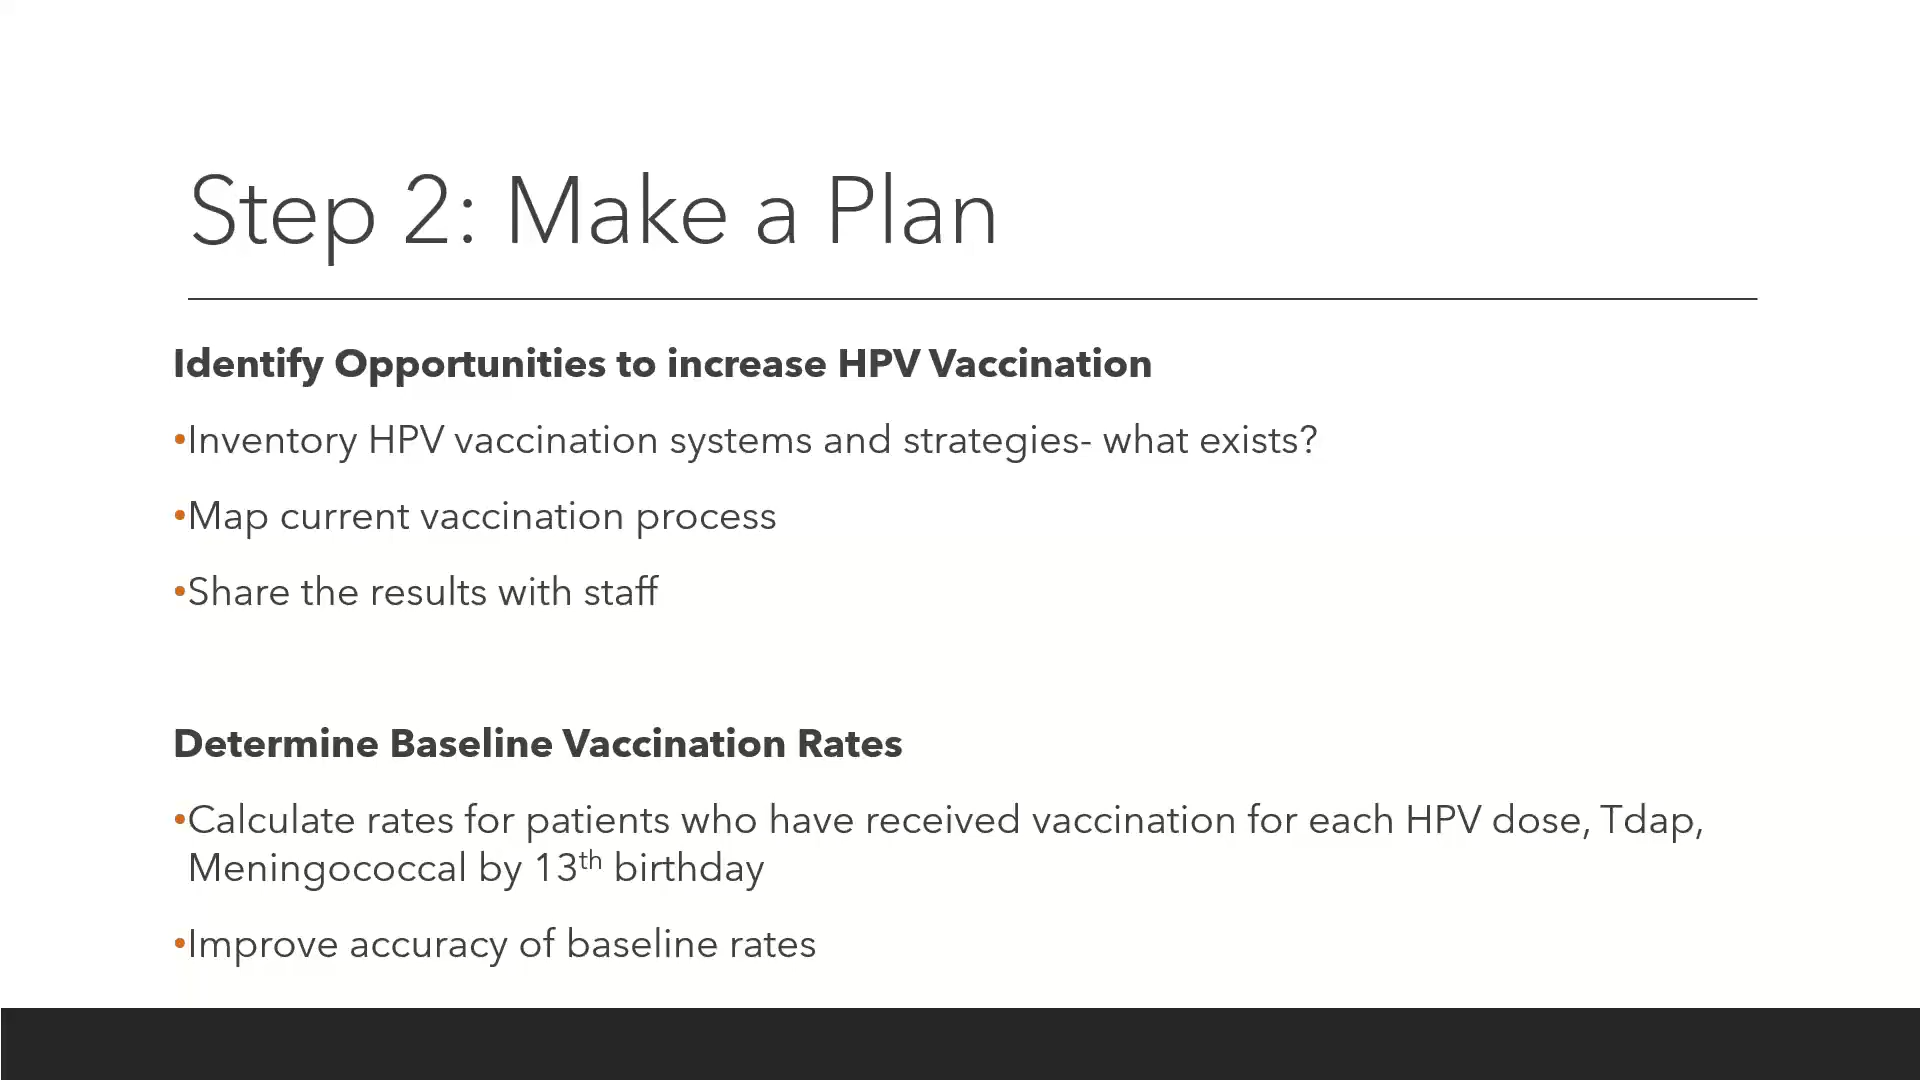 Step 2: Make a Plan
Identify Opportunities to increase HPV Vaccination
•Inventory HPV vaccination systems and strategies- what exists?
•Map current vaccination process
•Share the results with staff
Determine Baseline Vaccination Rates
•Calculate rates for patients who have received vaccination for each HPV dose, Tdap,
Meningococcal by 13th birthday
•Improve accuracy of baseline rates